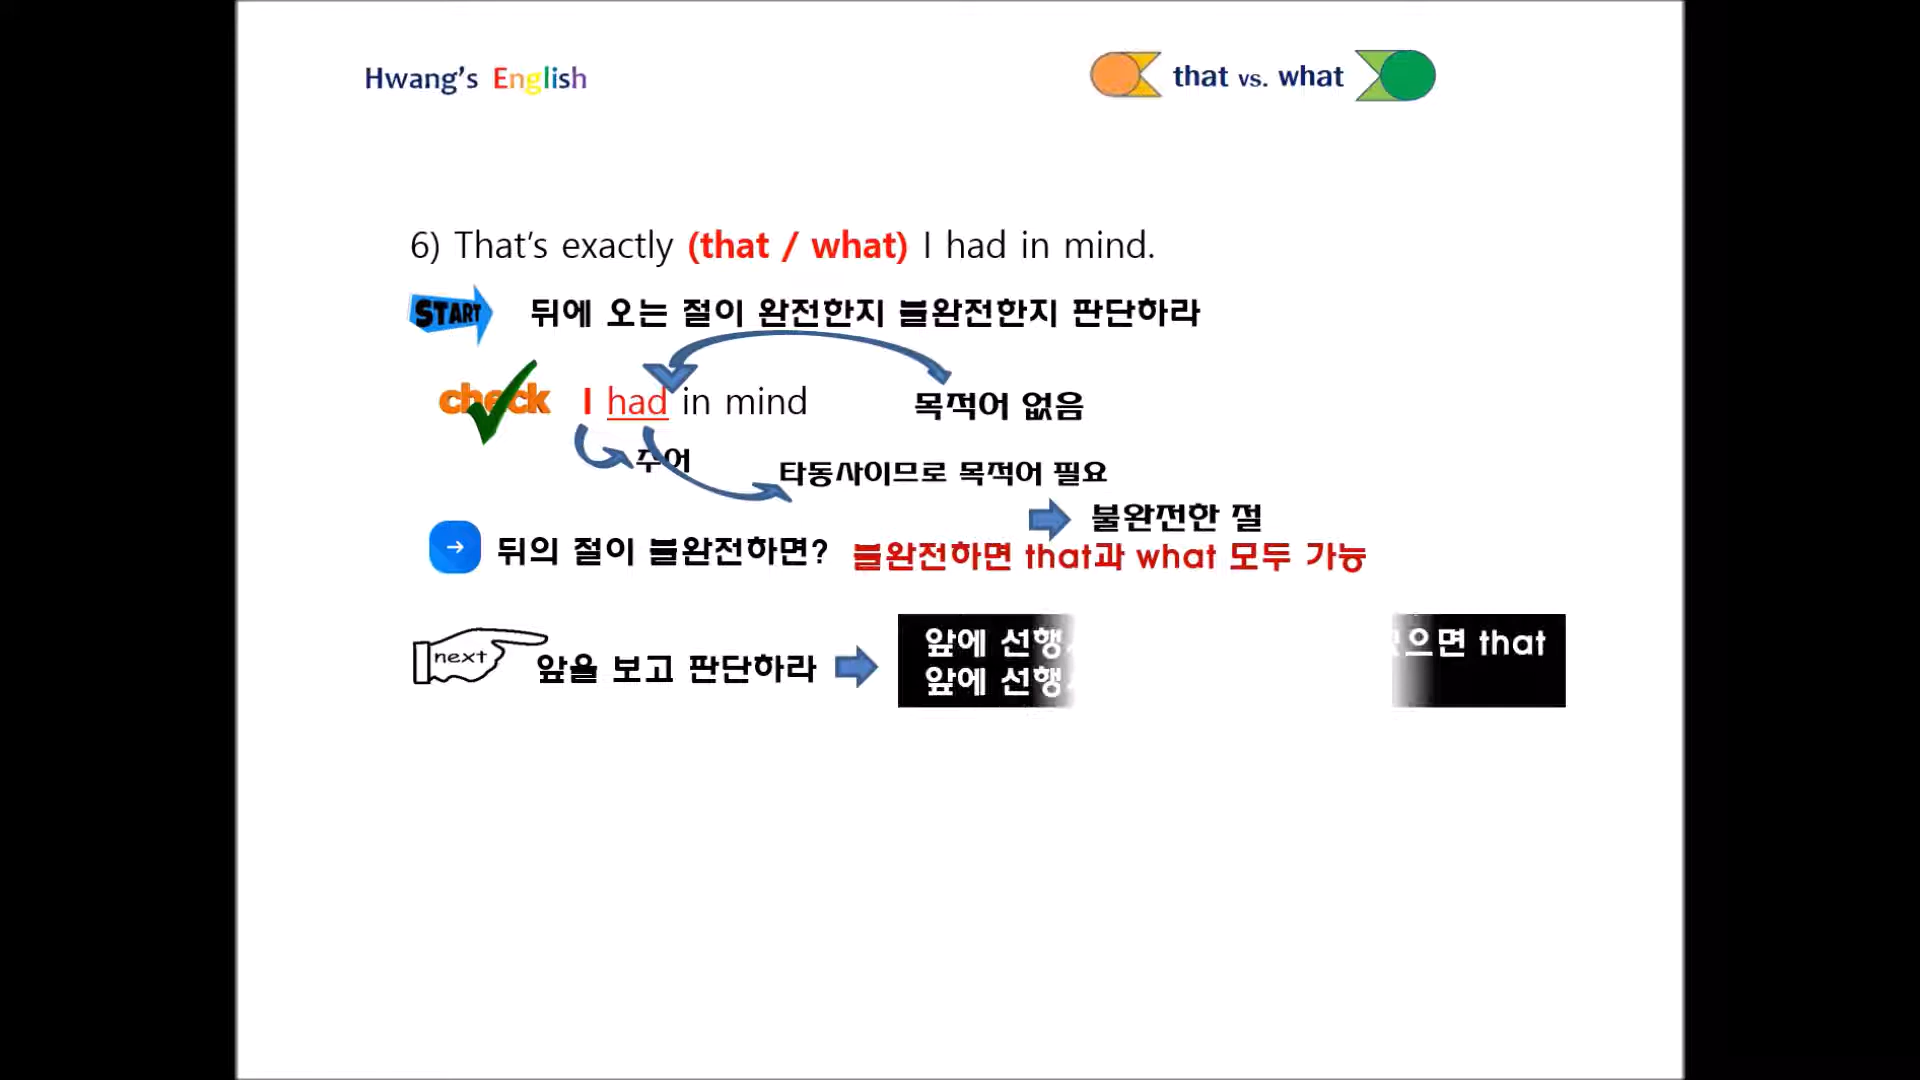 Hwang's English
that vs. what
6) That's exactly (that / what) I had in mind.
START 뒤에 오는 절이 완전한지 불완전한지 판단하라
check I had in mind 목적어 없음
주어
타동사이므로 목적어 필요
불완전한 절
뒤의 절이 불완전하면? 불완전하면 that과 what 모두 가능
next 앞을 보고 판단하라
앞에 선행 으면 that
앞에 선행